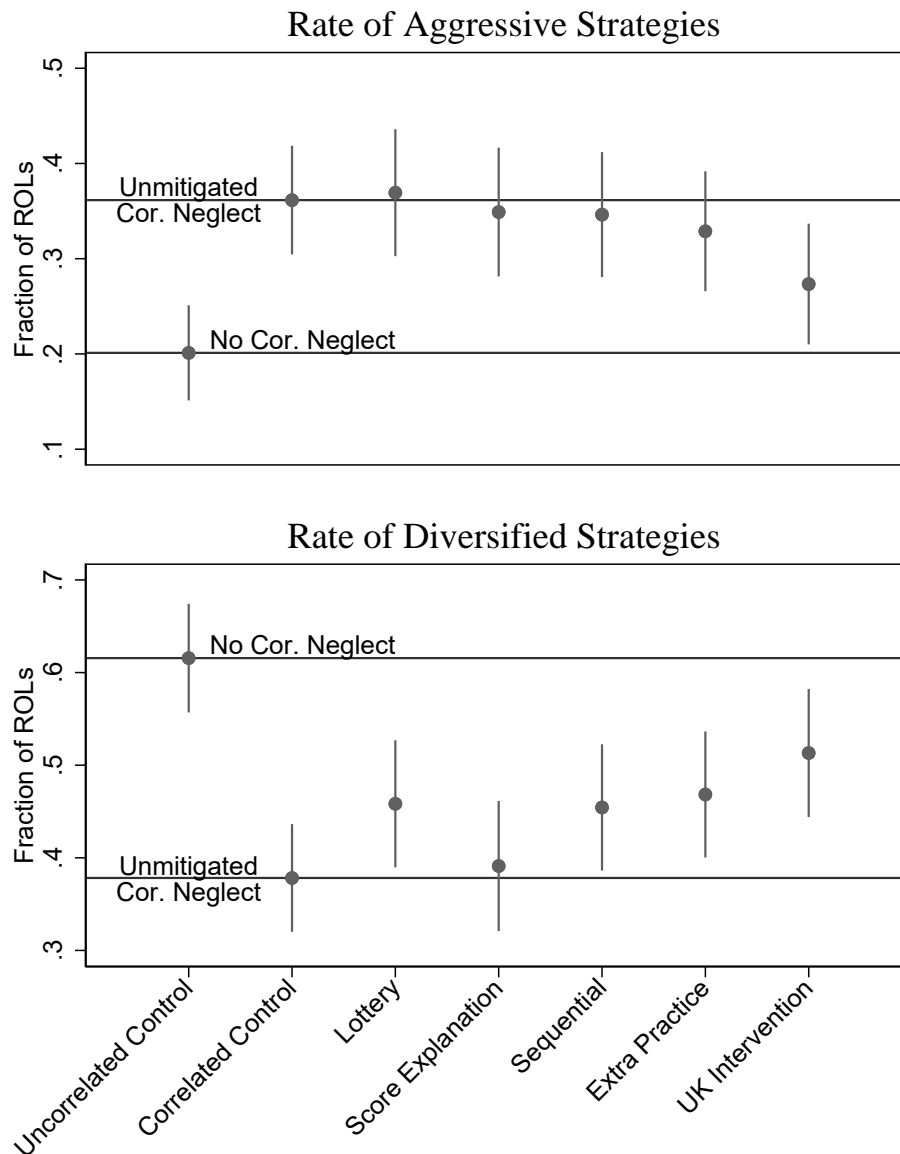 Rate of Aggressive Strategies
Fraction of ROLs
.5
.4
.3
.2
.1
Unmitigated
Cor. Neglect
No Cor. Neglect
Rate of Diversified Strategies
Fraction of ROLs
.7
.6
.5
.4
.3
No Cor. Neglect
Unmitigated
Cor. Neglect
Uncorrelated Control
Correlated Control
Lottery
Score Explanation
Sequential
Extra Practice
UK Intervention